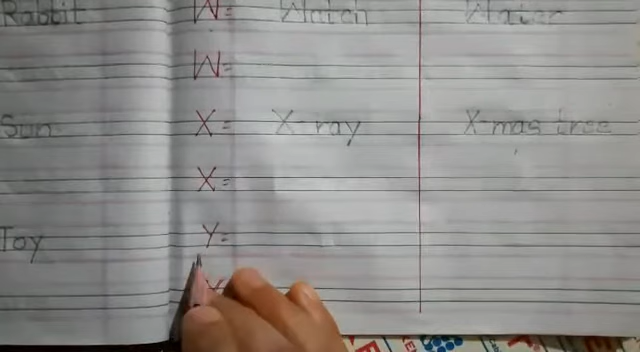 Rabbit W= Watch Water
W=
Sun X= X-ray X-mas tree
X=
Toy Y=
Y